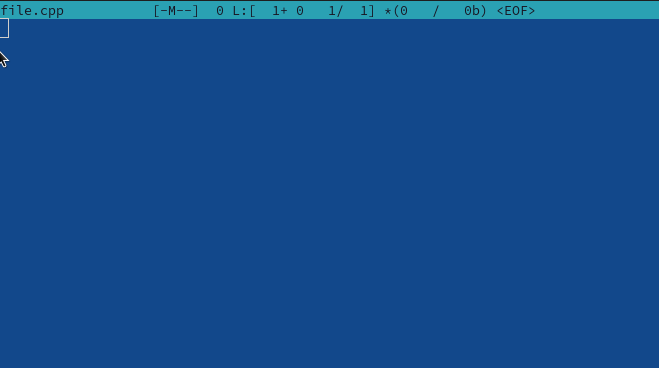 file.cpp [-M--] 0 L:[ 1+ 0 1/ 1] *(0 / 0b) <EOF>